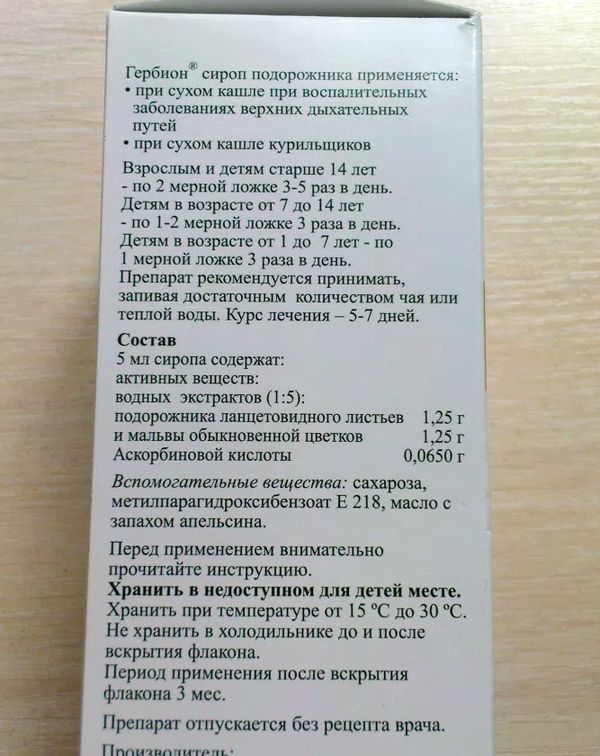 Гербион® сироп подорожника применяется:
• при сухом кашле при воспалительных
заболеваниях верхних дыхательных
путей
• при сухом кашле курильщиков
Взрослым и детям старше 14 лет
- по 2 мерной ложке 3-5 раз в день.
Детям в возрасте от 7 до 14 лет
- по 1-2 мерной ложке 3 раза в день.
Детям в возрасте от 1 до 7 лет - по
1 мерной ложке 3 раза в день.
Препарат рекомендуется принимать,
запивая достаточным количеством чая или
теплой воды. Курс лечения – 5-7 дней.
Состав
5 мл сиропа содержат:
активных веществ:
водных экстрактов (1:5):
подорожника ланцетовидного листьев 1,25 г
и мальвы обыкновенной цветков 1,25 г
Аскорбиновой кислоты 0,0650 г
Вспомогательные вещества: сахароза,
метилпарагидроксибензоат Е 218, масло с
запахом апельсина.
Перед применением внимательно
прочитайте инструкцию.
Хранить в недоступном для детей месте.
Хранить при температуре от 15 ºС до 30 ºС.
Не хранить в холодильнике до и после
вскрытия флакона.
Период применения после вскрытия
флакона 3 мес.
Препарат отпускается без рецепта врача.
Производитель: